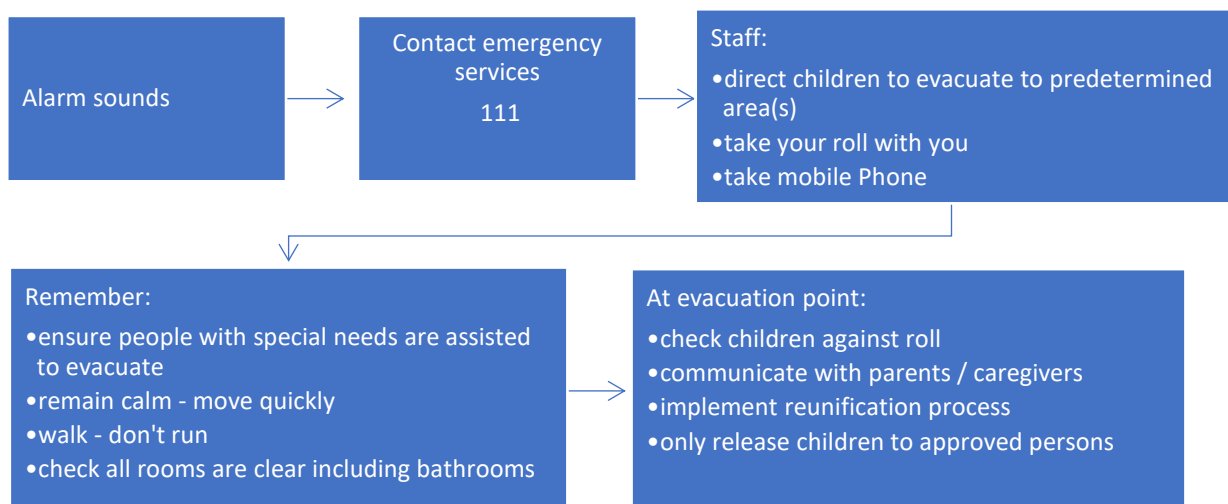 Alarm sounds
Contact emergency
services
111
Staff:
•direct children to evacuate to predetermined
area(s)
•take your roll with you
•take mobile Phone
Remember:
•ensure people with special needs are assisted
to evacuate
•remain calm - move quickly
•walk - don't run
•check all rooms are clear including bathrooms
At evacuation point:
•check children against roll
•communicate with parents / caregivers
•implement reunification process
•only release children to approved persons